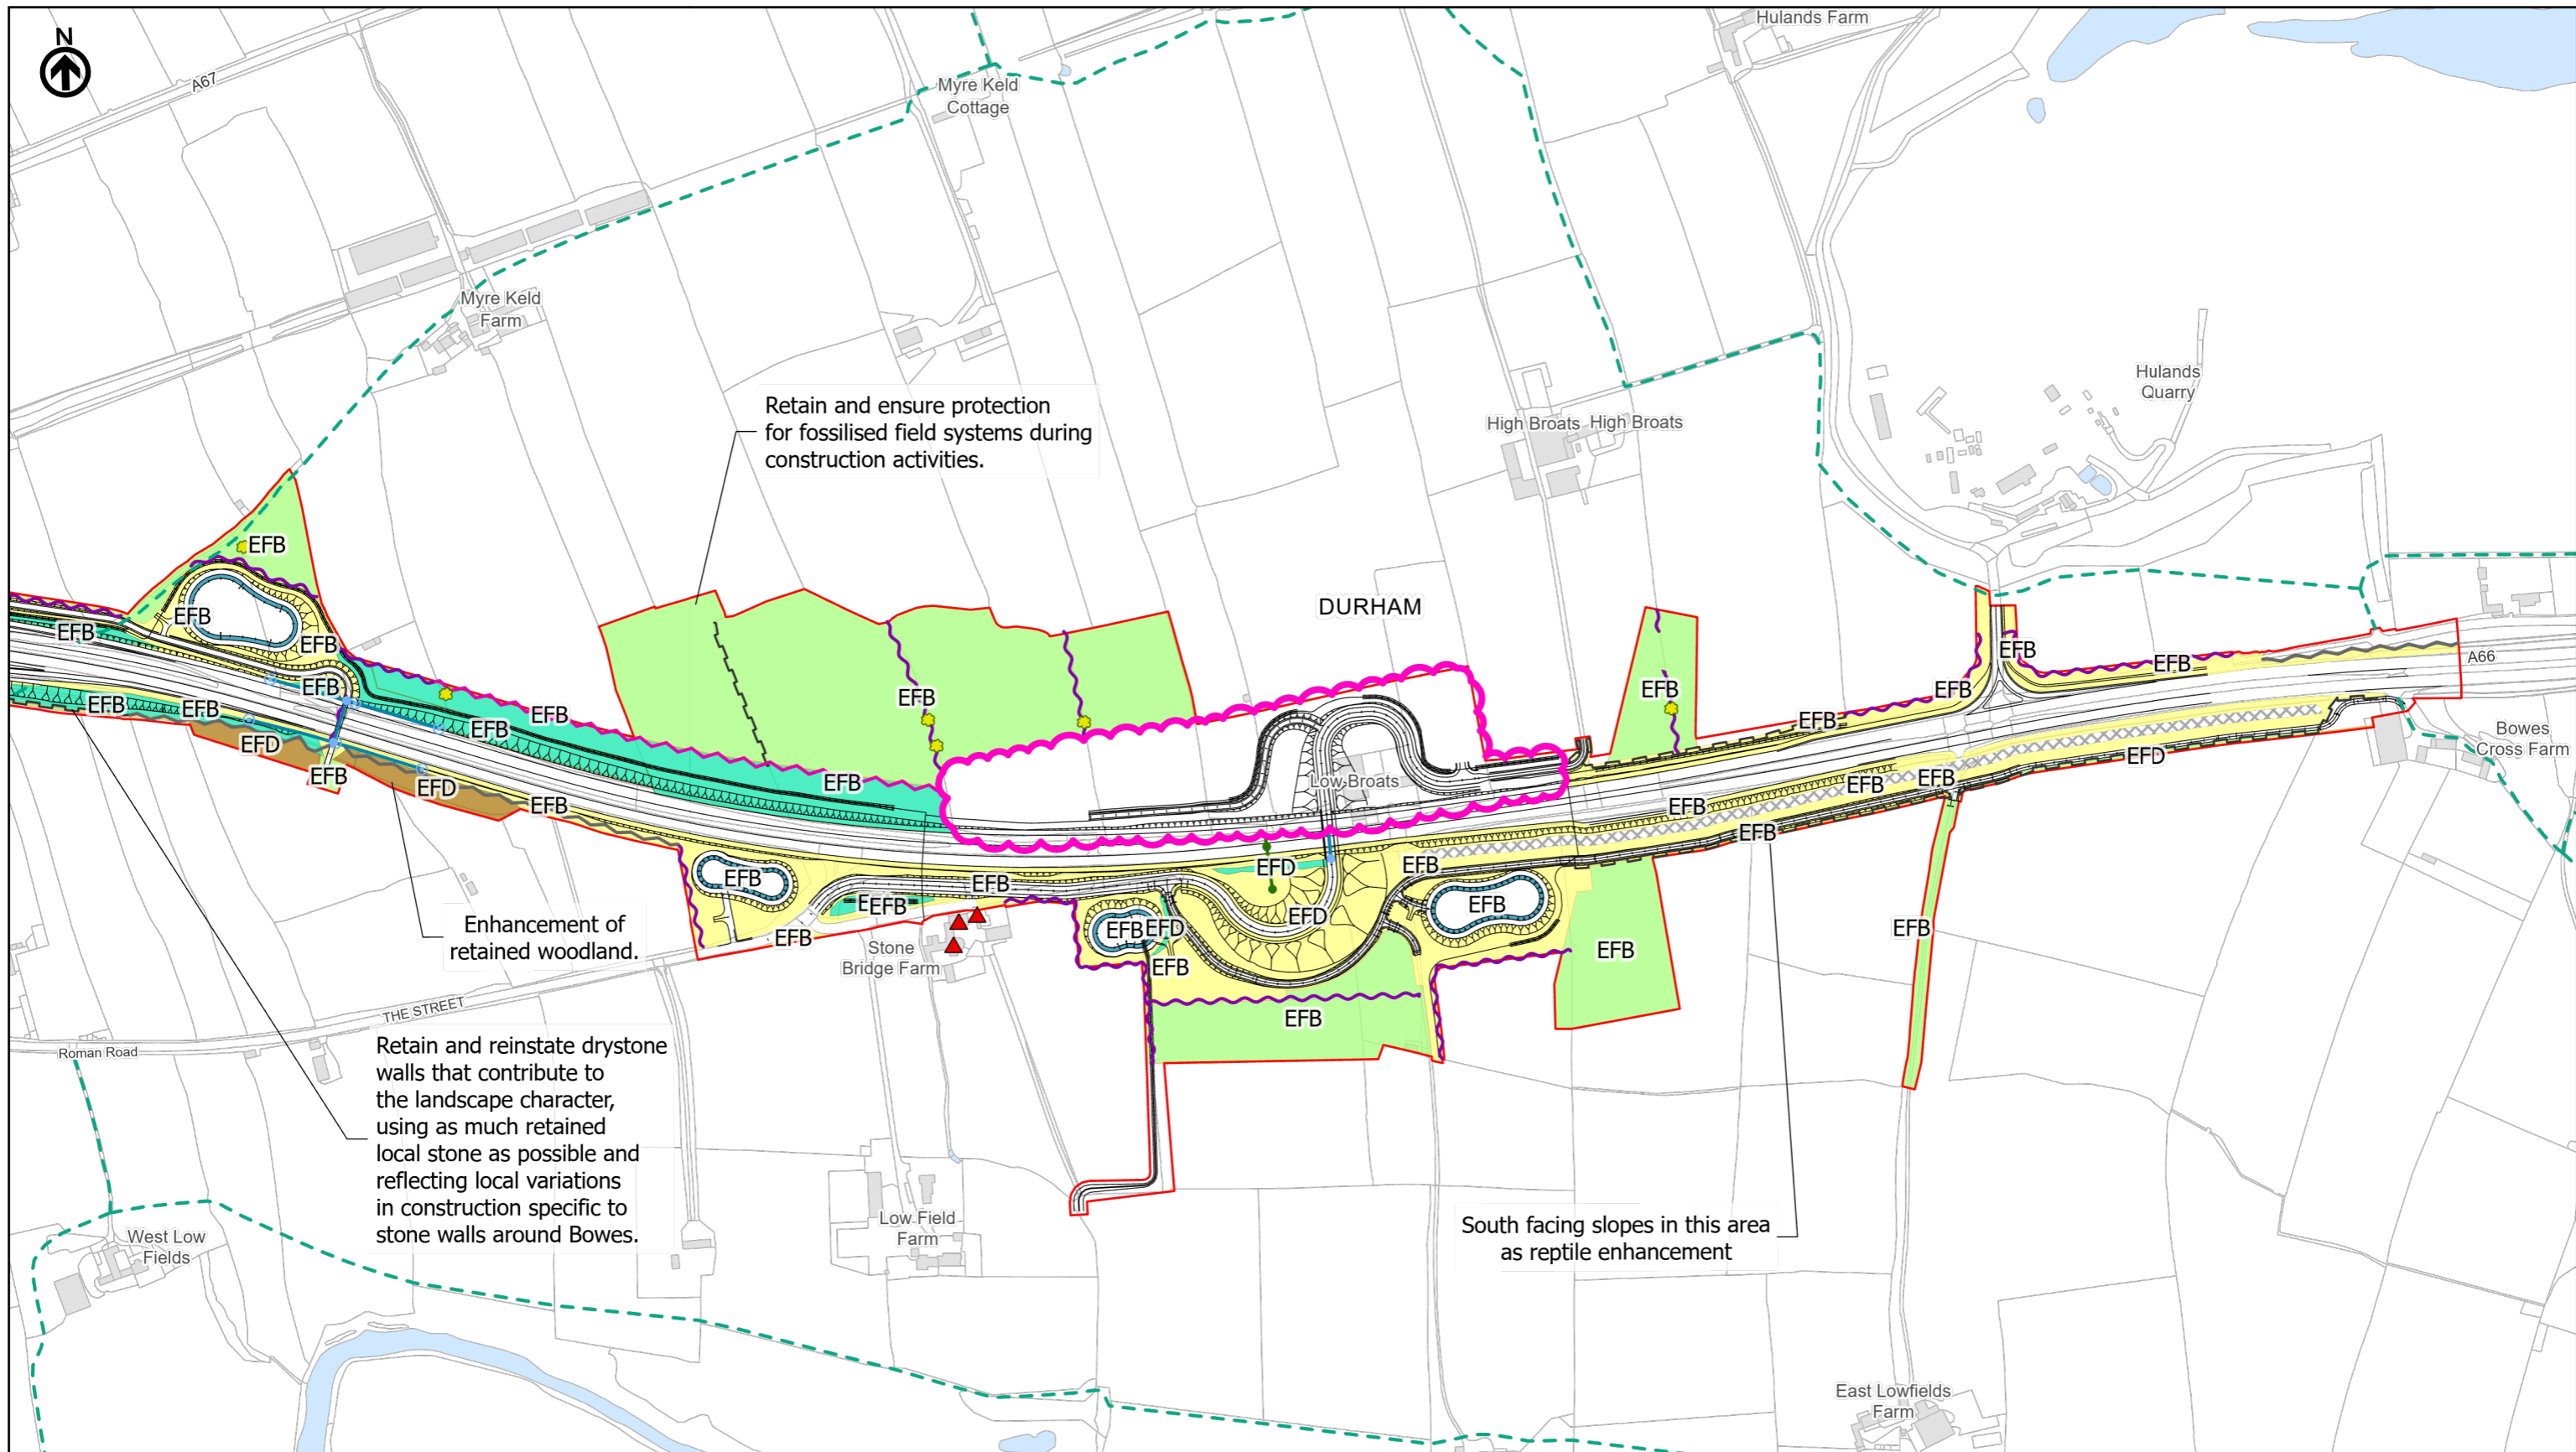 Hulands Farm
N
A67
Myre Keld
Cottage
Myre Keld
Farm
Hulands
Quarry
Retain and ensure protection
for fossilised field systems during
construction activities.
High Broats High Broats
EFB
DURHAM
EFB
EFB
EFB
EFB
EFB
EFB
A66
EFB
EFB
EFB
EFB
EFB
EFB
EFB
EFB
EFB
EFB
EFD
EFB
Bowes
Cross Farm
EFD
EFB
EFB
Low Broats
EFB
EFB
EFD
EFB
EFB
EFB
EFD
EFB
EFB
EFB
EFB
EFB
EFD
EFB
EFB
EFD
EFB
EFB
EFB
Enhancement of
retained woodland.
Stone
Bridge Farm
EFB
EFB
THE STREET
Roman Road
Retain and reinstate drystone
walls that contribute to
the landscape character,
using as much retained
local stone as possible and
reflecting local variations
in construction specific to
stone walls around Bowes.
West Low
Fields
Low Field
Farm
South facing slopes in this area
as reptile enhancement
East Lowfields
Farm